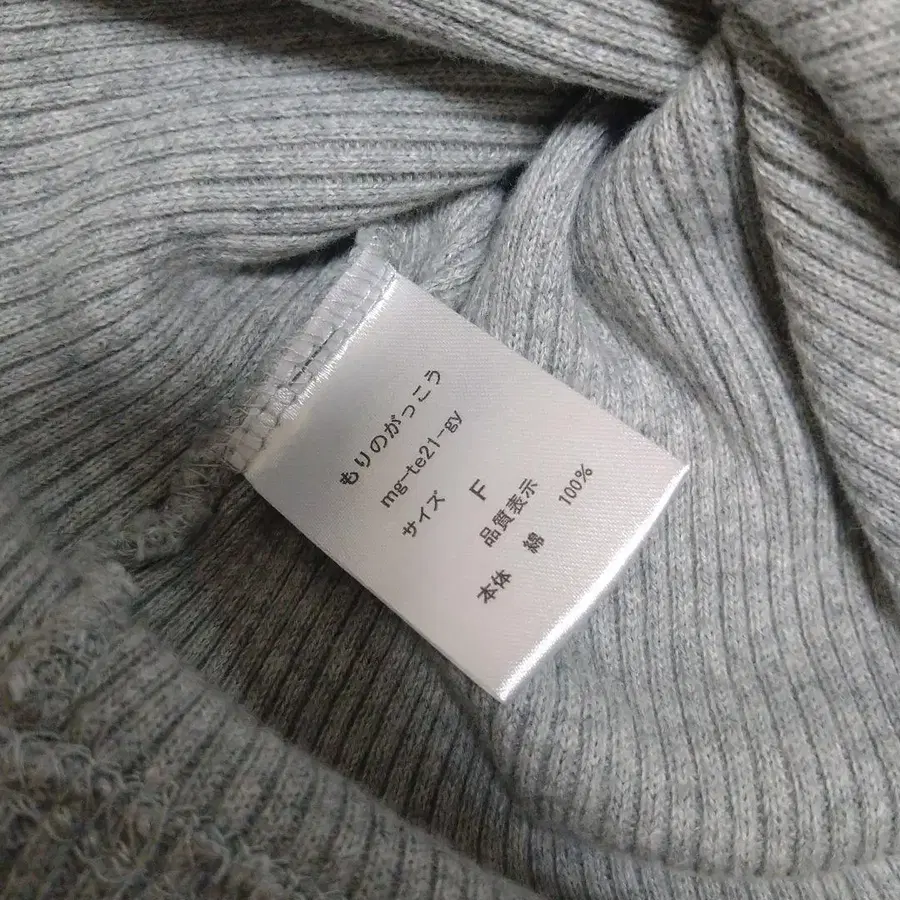 もりのがっこう
mg-te21-gy
サイズ F
品質表示
本体 綿 100%